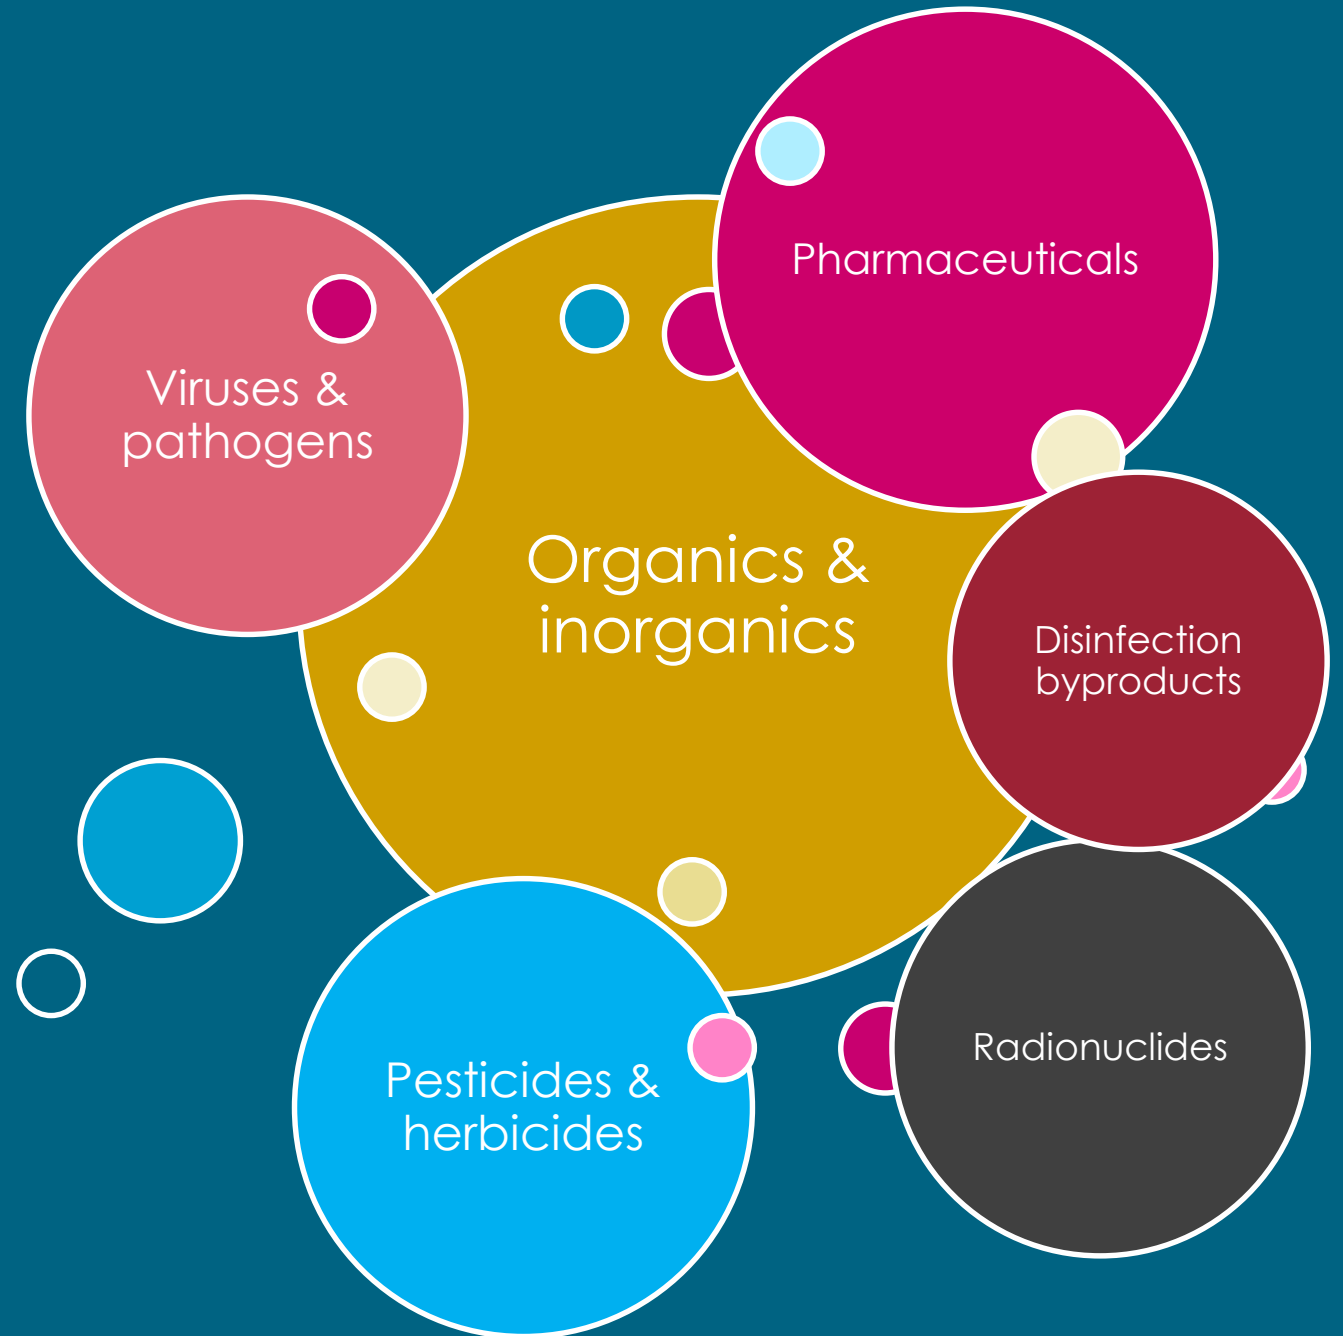 Pharmaceuticals
Viruses &
pathogens
Organics &
inorganics
Disinfection
byproducts
Radionuclides
Pesticides &
herbicides